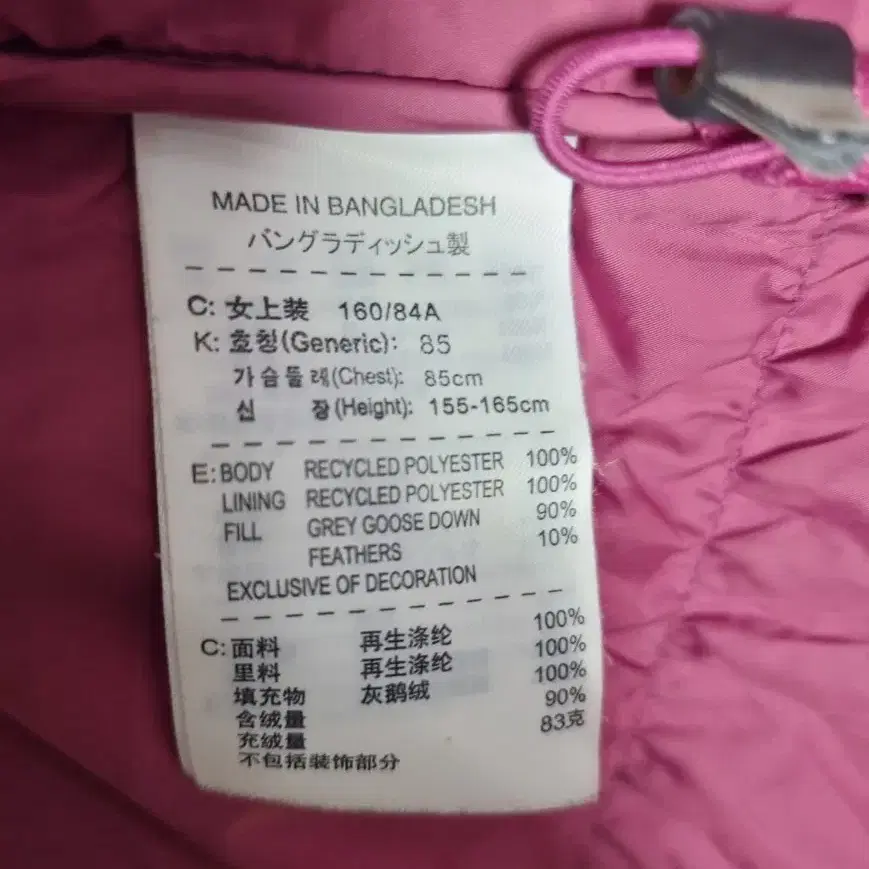 MADE IN BANGLADESH
バングラディッシュ製
C: 女上装 160/84A
K: 호칭(Generic): 85
가슴둘레(Chest): 85cm
신 장(Height): 155-165cm
E: BODY RECYCLED POLYESTER 100%
LINING RECYCLED POLYESTER 100%
FILL GREY GOOSE DOWN 90%
FEATHERS 10%
EXCLUSIVE OF DECORATION
C: 面料 再生涤纶 100%
里料 再生涤纶 100%
填充物 灰鹅绒 100%
含绒量 90%
充绒量 83克
不包括装饰部分